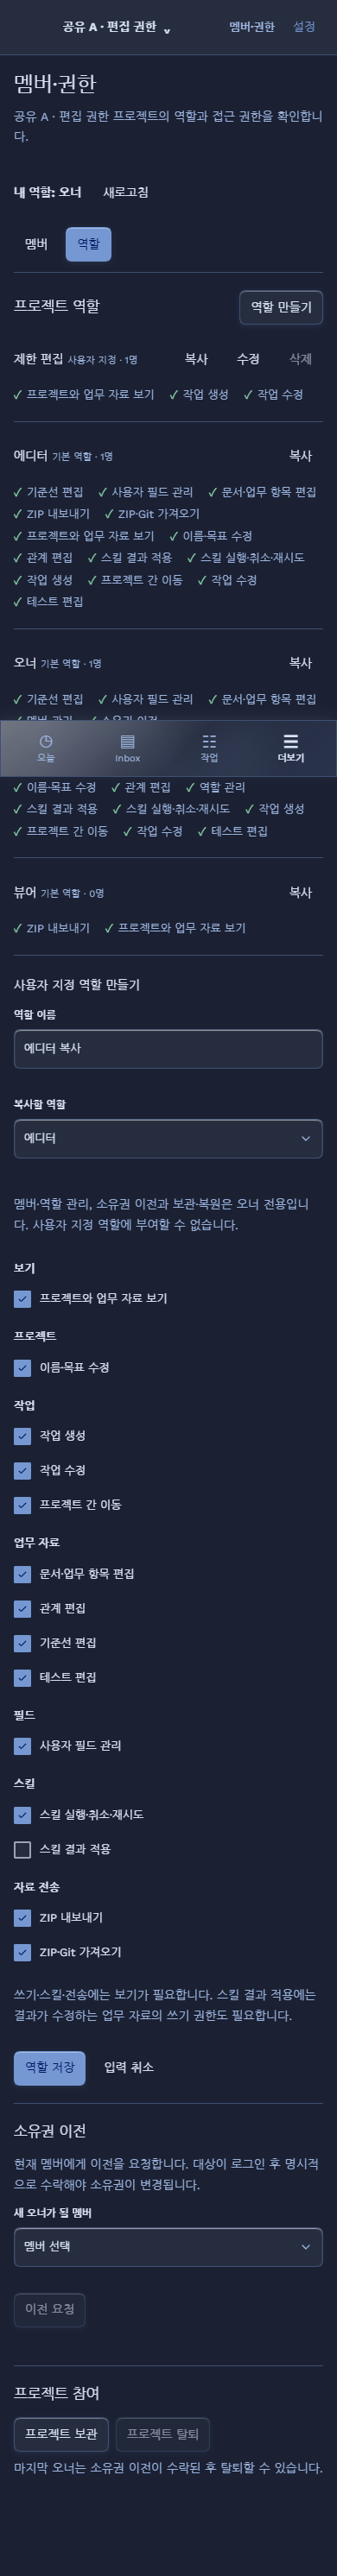 공유 A · 편집 권한
멤버·권한 설정
멤버·권한
공유 A · 편집 권한 프로젝트의 역할과 접근 권한을 확인합니
다.
내 역할: 오너 새로고침
멤버 역할
프로젝트 역할 역할 만들기
제한 편집 사용자 지정 · 1명 복사 수정 삭제
✓ 프로젝트와 업무 자료 보기 ✓ 작업 생성 ✓ 작업 수정
에디터 기본 역할 · 1명 복사
✓ 기준선 편집 ✓ 사용자 필드 관리 ✓ 문서·업무 항목 편집
✓ ZIP 내보내기 ✓ ZIP·Git 가져오기
✓ 프로젝트와 업무 자료 보기 ✓ 이름·목표 수정
✓ 관계 편집 ✓ 스킬 결과 적용 ✓ 스킬 실행·취소·재시도
✓ 작업 생성 ✓ 프로젝트 간 이동 ✓ 작업 수정
✓ 테스트 편집
오너 기본 역할 · 1명 복사
✓ 기준선 편집 ✓ 사용자 필드 관리 ✓ 문서·업무 항목 편집
오늘 Inbox 작업 더보기
✓ 이름·목표 수정 ✓ 관계 편집 ✓ 역할 관리
✓ 스킬 결과 적용 ✓ 스킬 실행·취소·재시도 ✓ 작업 생성
✓ 프로젝트 간 이동 ✓ 작업 수정 ✓ 테스트 편집
뷰어 기본 역할 · 0명 복사
✓ ZIP 내보내기 ✓ 프로젝트와 업무 자료 보기
사용자 지정 역할 만들기
역할 이름
에디터 복사
복사할 역할
에디터
멤버·역할 관리, 소유권 이전과 보관·복원은 오너 전용입니
다. 사용자 지정 역할에 부여할 수 없습니다.
보기
프로젝트와 업무 자료 보기
프로젝트
이름·목표 수정
작업
작업 생성
작업 수정
프로젝트 간 이동
업무 자료
문서·업무 항목 편집
관계 편집
기준선 편집
테스트 편집
필드
사용자 필드 관리
스킬
스킬 실행·취소·재시도
스킬 결과 적용
자료 전송
ZIP 내보내기
ZIP·Git 가져오기
쓰기·스킬·전송에는 보기가 필요합니다. 스킬 결과 적용에는
결과가 수정하는 업무 자료의 쓰기 권한도 필요합니다.
역할 저장 입력 취소
소유권 이전
현재 멤버에게 이전을 요청합니다. 대상이 로그인 후 명시적
으로 수락해야 소유권이 변경됩니다.
새 오너가 될 멤버
멤버 선택
이전 요청
프로젝트 참여
프로젝트 보관 프로젝트 탈퇴
마지막 오너는 소유권 이전이 수락된 후 탈퇴할 수 있습니다.